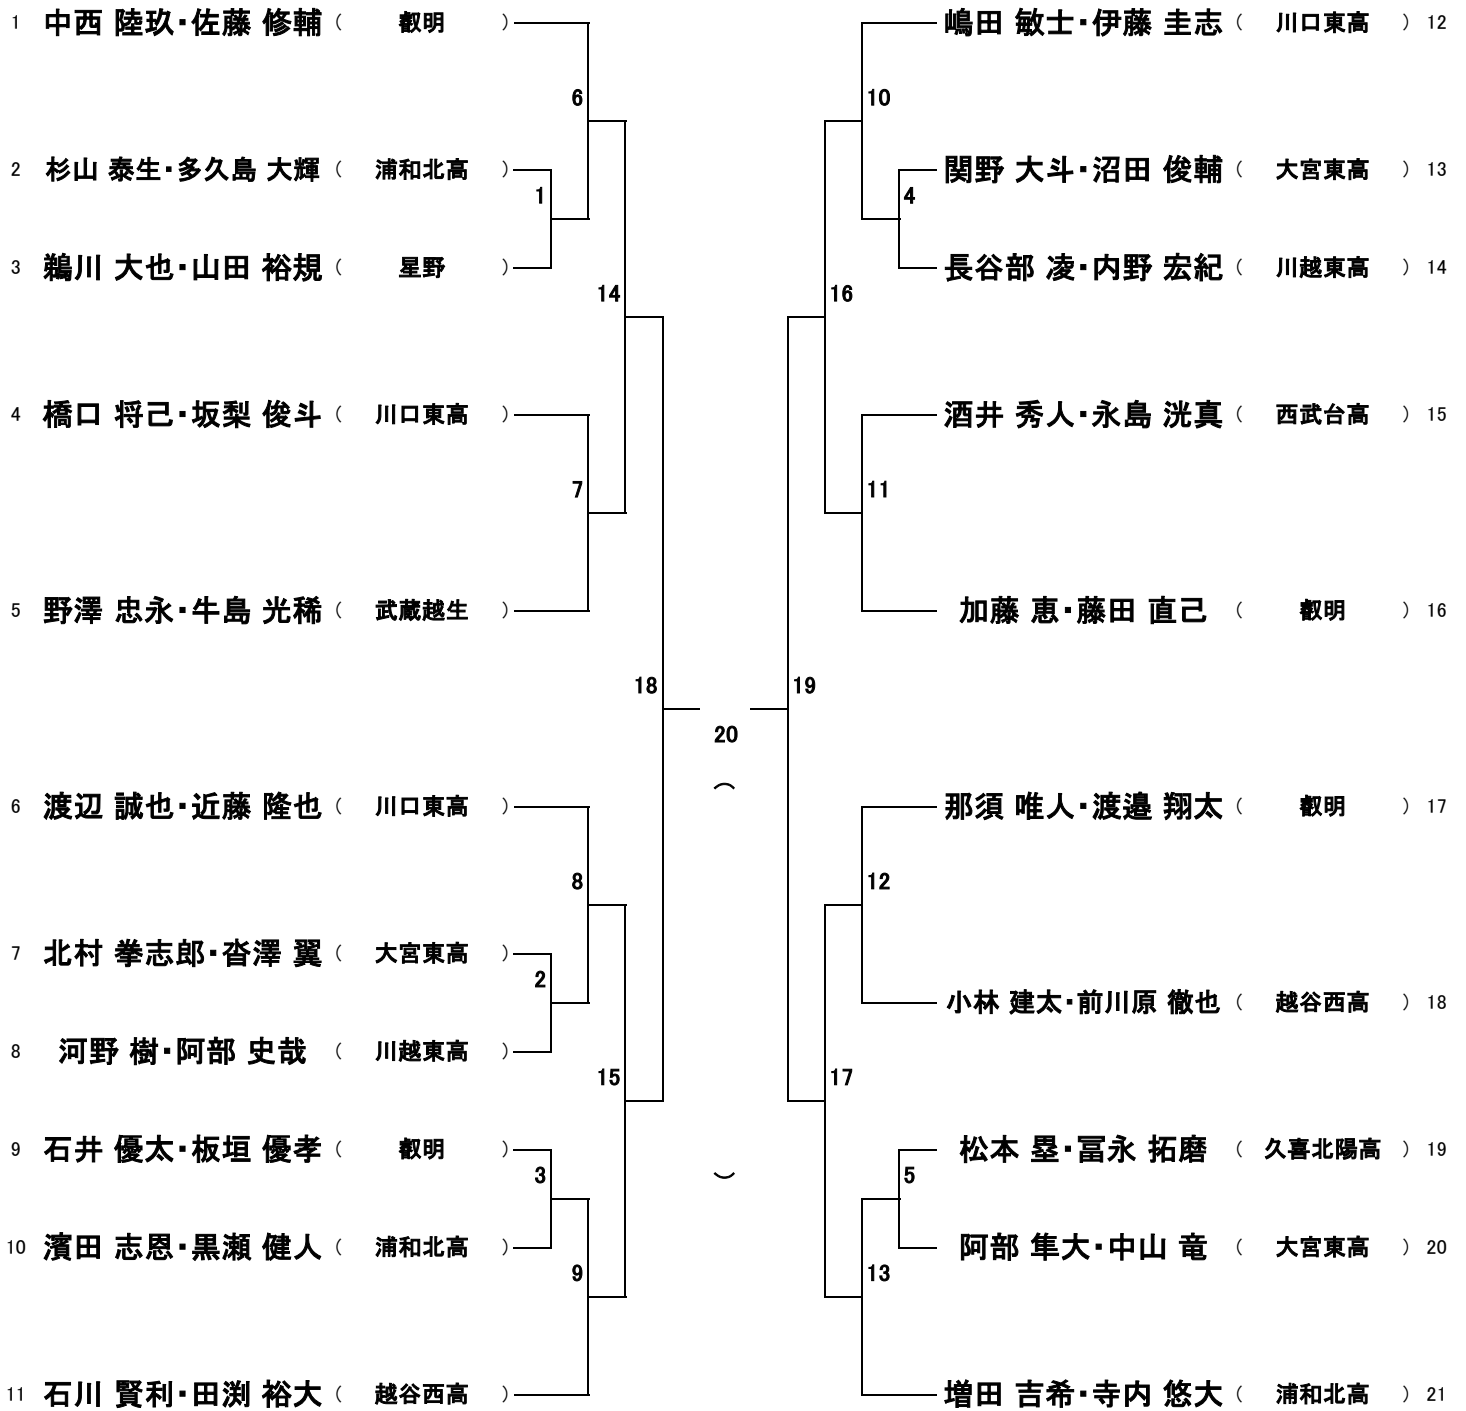 1 中西 陸玖・佐藤 修輔 ( 叡明 )
6
2 杉山 泰生・多久島 大輝 ( 浦和北高 )
1
3 鵜川 大也・山田 裕規 ( 星野 )
14
4 橋口 将己・坂梨 俊斗 ( 川口東高 )
7
5 野澤 忠永・牛島 光稀 ( 武蔵越生 )
18
6 渡辺 誠也・近藤 隆也 ( 川口東高 )
8
7 北村 拳志郎・沓澤 翼 ( 大宮東高 )
2
8 河野 樹・阿部 史哉 ( 川越東高 )
15
9 石井 優太・板垣 優孝 ( 叡明 )
3
10 濱田 志恩・黒瀬 健人 ( 浦和北高 )
9
11 石川 賢利・田渕 裕大 ( 越谷西高 )
20
(
)
嶋田 敏士・伊藤 圭志 ( 川口東高 ) 12
10
関野 大斗・沼田 俊輔 ( 大宮東高 ) 13
4
長谷部 凌・内野 宏紀 ( 川越東高 ) 14
16
酒井 秀人・永島 洸真 ( 西武台高 ) 15
11
加藤 恵・藤田 直己 ( 叡明 ) 16
19
那須 唯人・渡邉 翔太 ( 叡明 ) 17
12
小林 建太・前川原 徹也 ( 越谷西高 ) 18
17
松本 塁・冨永 拓磨 ( 久喜北陽高 ) 19
5
阿部 隼大・中山 竜 ( 大宮東高 ) 20
13
増田 吉希・寺内 悠大 ( 浦和北高 ) 21